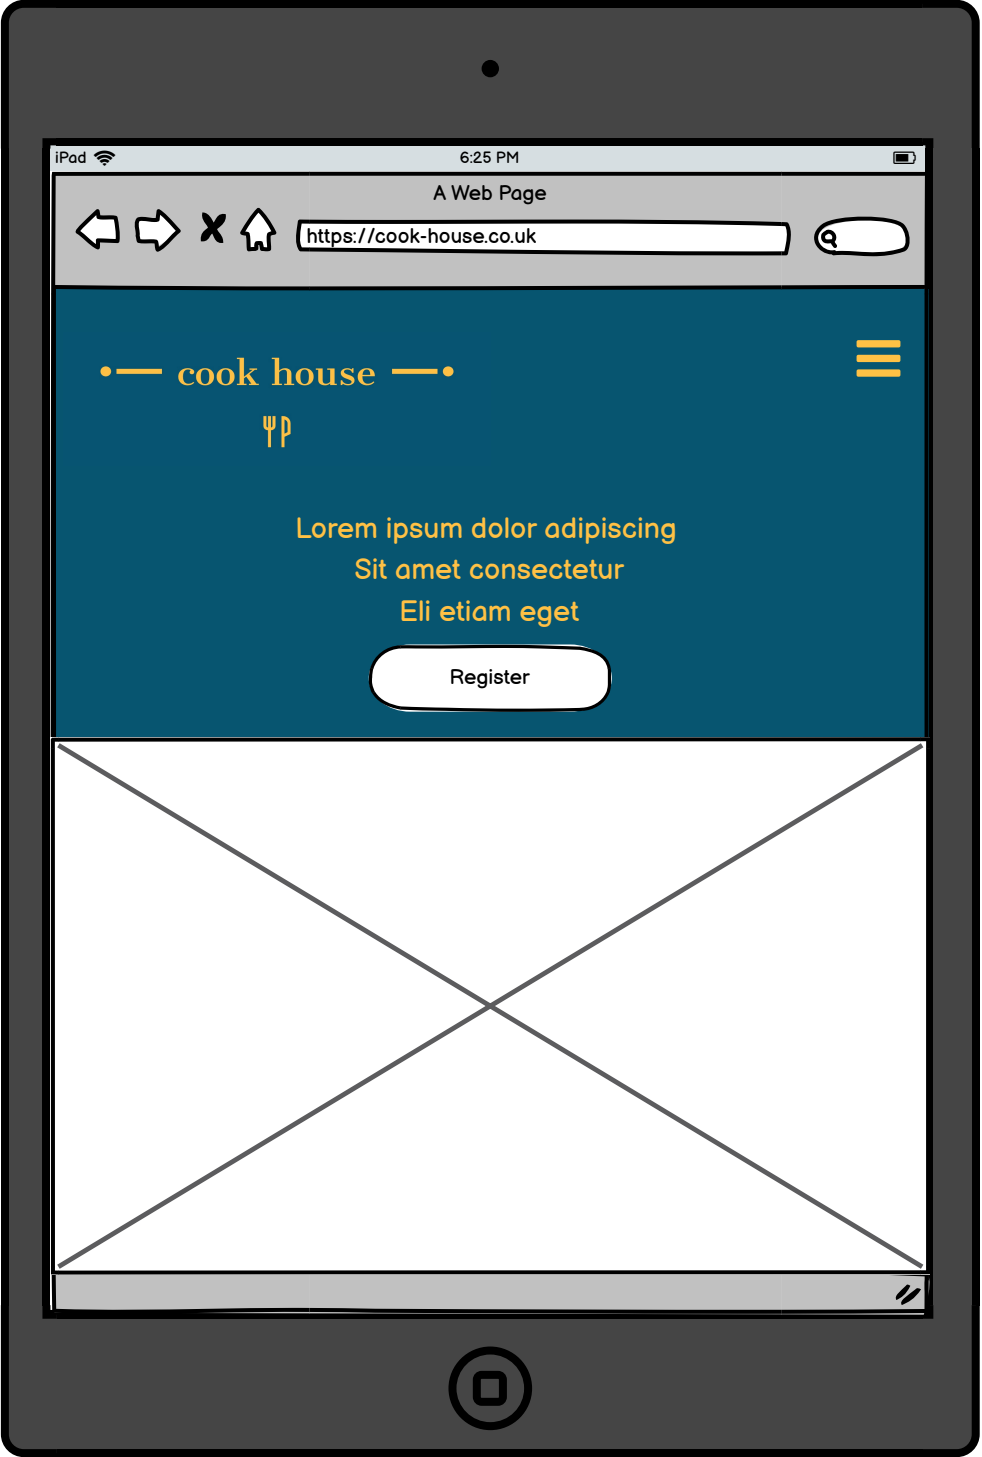 iPad
6:25 PM
A Web Page
https://cook-house.co.uk
cook house
Lorem ipsum dolor adipiscing
Sit amet consectetur
Eli etiam eget
Register